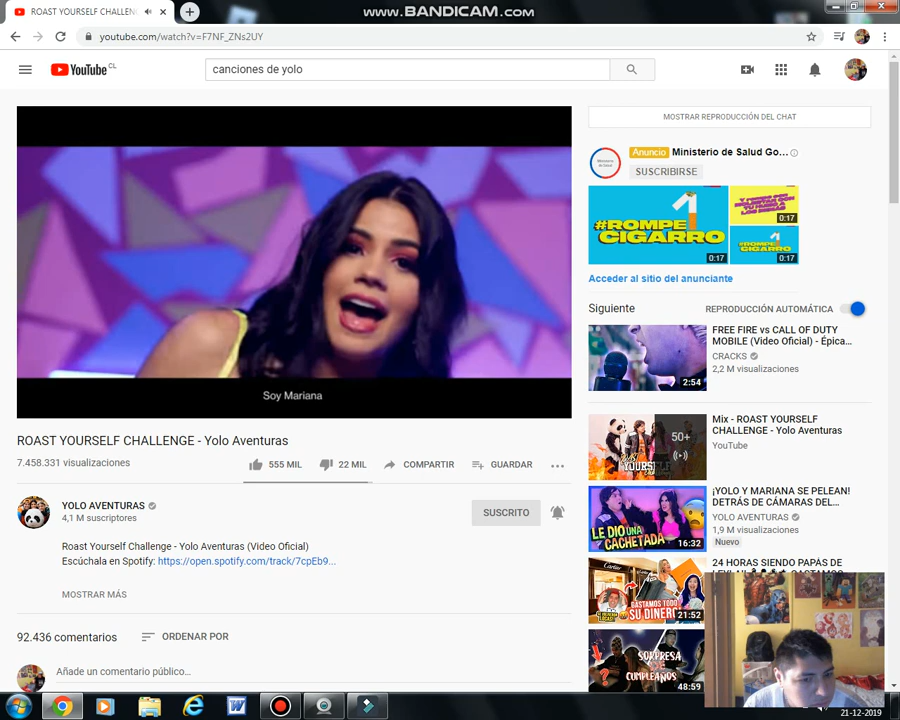 ROAST YOURSELF CHALLEN
WWW.BANDICAM.COM
youtube.com/watch?v=F7NF_ZNs2UY
YouTube CL
canciones de yolo
MOSTRAR REPRODUCCIÓN DEL CHAT
Anuncio Ministerio de Salud Go...
SUSCRIBIRSE
#ROMPE
CIGARRO
0:17
0:17
0:17
Acceder al sitio del anunciante
Siguiente REPRODUCCIÓN AUTOMÁTICA
FREE FIRE vs CALL OF DUTY
MOBILE (Video Oficial) - Épica...
CRACKS
2,2 M visualizaciones
2:54
Soy Mariana
ROAST YOURSELF CHALLENGE - Yolo Aventuras
7.458.331 visualizaciones
555 MIL 22 MIL COMPARTIR GUARDAR
YOLO AVENTURAS
4,1 M suscriptores
SUSCRITO
Roast Yourself Challenge - Yolo Aventuras (Video Oficial)
Escúchala en Spotify: https://open.spotify.com/track/7cpEb9...
MOSTRAR MÁS
92.436 comentarios ORDENAR POR
Añade un comentario público...
50+
Mix - ROAST YOURSELF
CHALLENGE - Yolo Aventuras
YouTube
LE DIO UNA
CACHETADA
16:32
¡YOLO Y MARIANA SE PELEAN!
DETRÁS DE CÁMARAS DEL...
YOLO AVENTURAS
1,9 M visualizaciones
Nuevo
Cartier
GASTAMOS TODO
SU DINERO
21:52
24 HORAS SIENDO PAPÁS DE
SORPRESA
CUMPLEAÑOS
48:59
21-12-2019